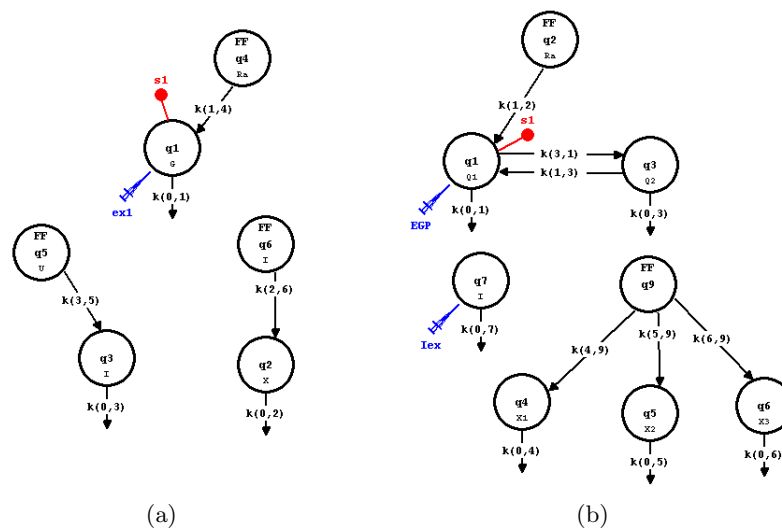 FF
q4
Ra
s1
k(1,4)
q1
G
ex1
k(0,1)
FF
q5
U
k(3,5)
q3
I
k(0,3)
FF
q6
I
k(2,6)
q2
X
k(0,2)
(a)
FF
q2
Ra
k(1,2)
s1
q1
Q1
k(3,1)
k(1,3)
q3
Q2
EGP
k(0,1)
k(0,3)
q7
I
Iex
k(0,7)
FF
q9
k(4,9)
k(5,9)
k(6,9)
q4
X1
k(0,4)
q5
X2
k(0,5)
q6
X3
k(0,6)
(b)